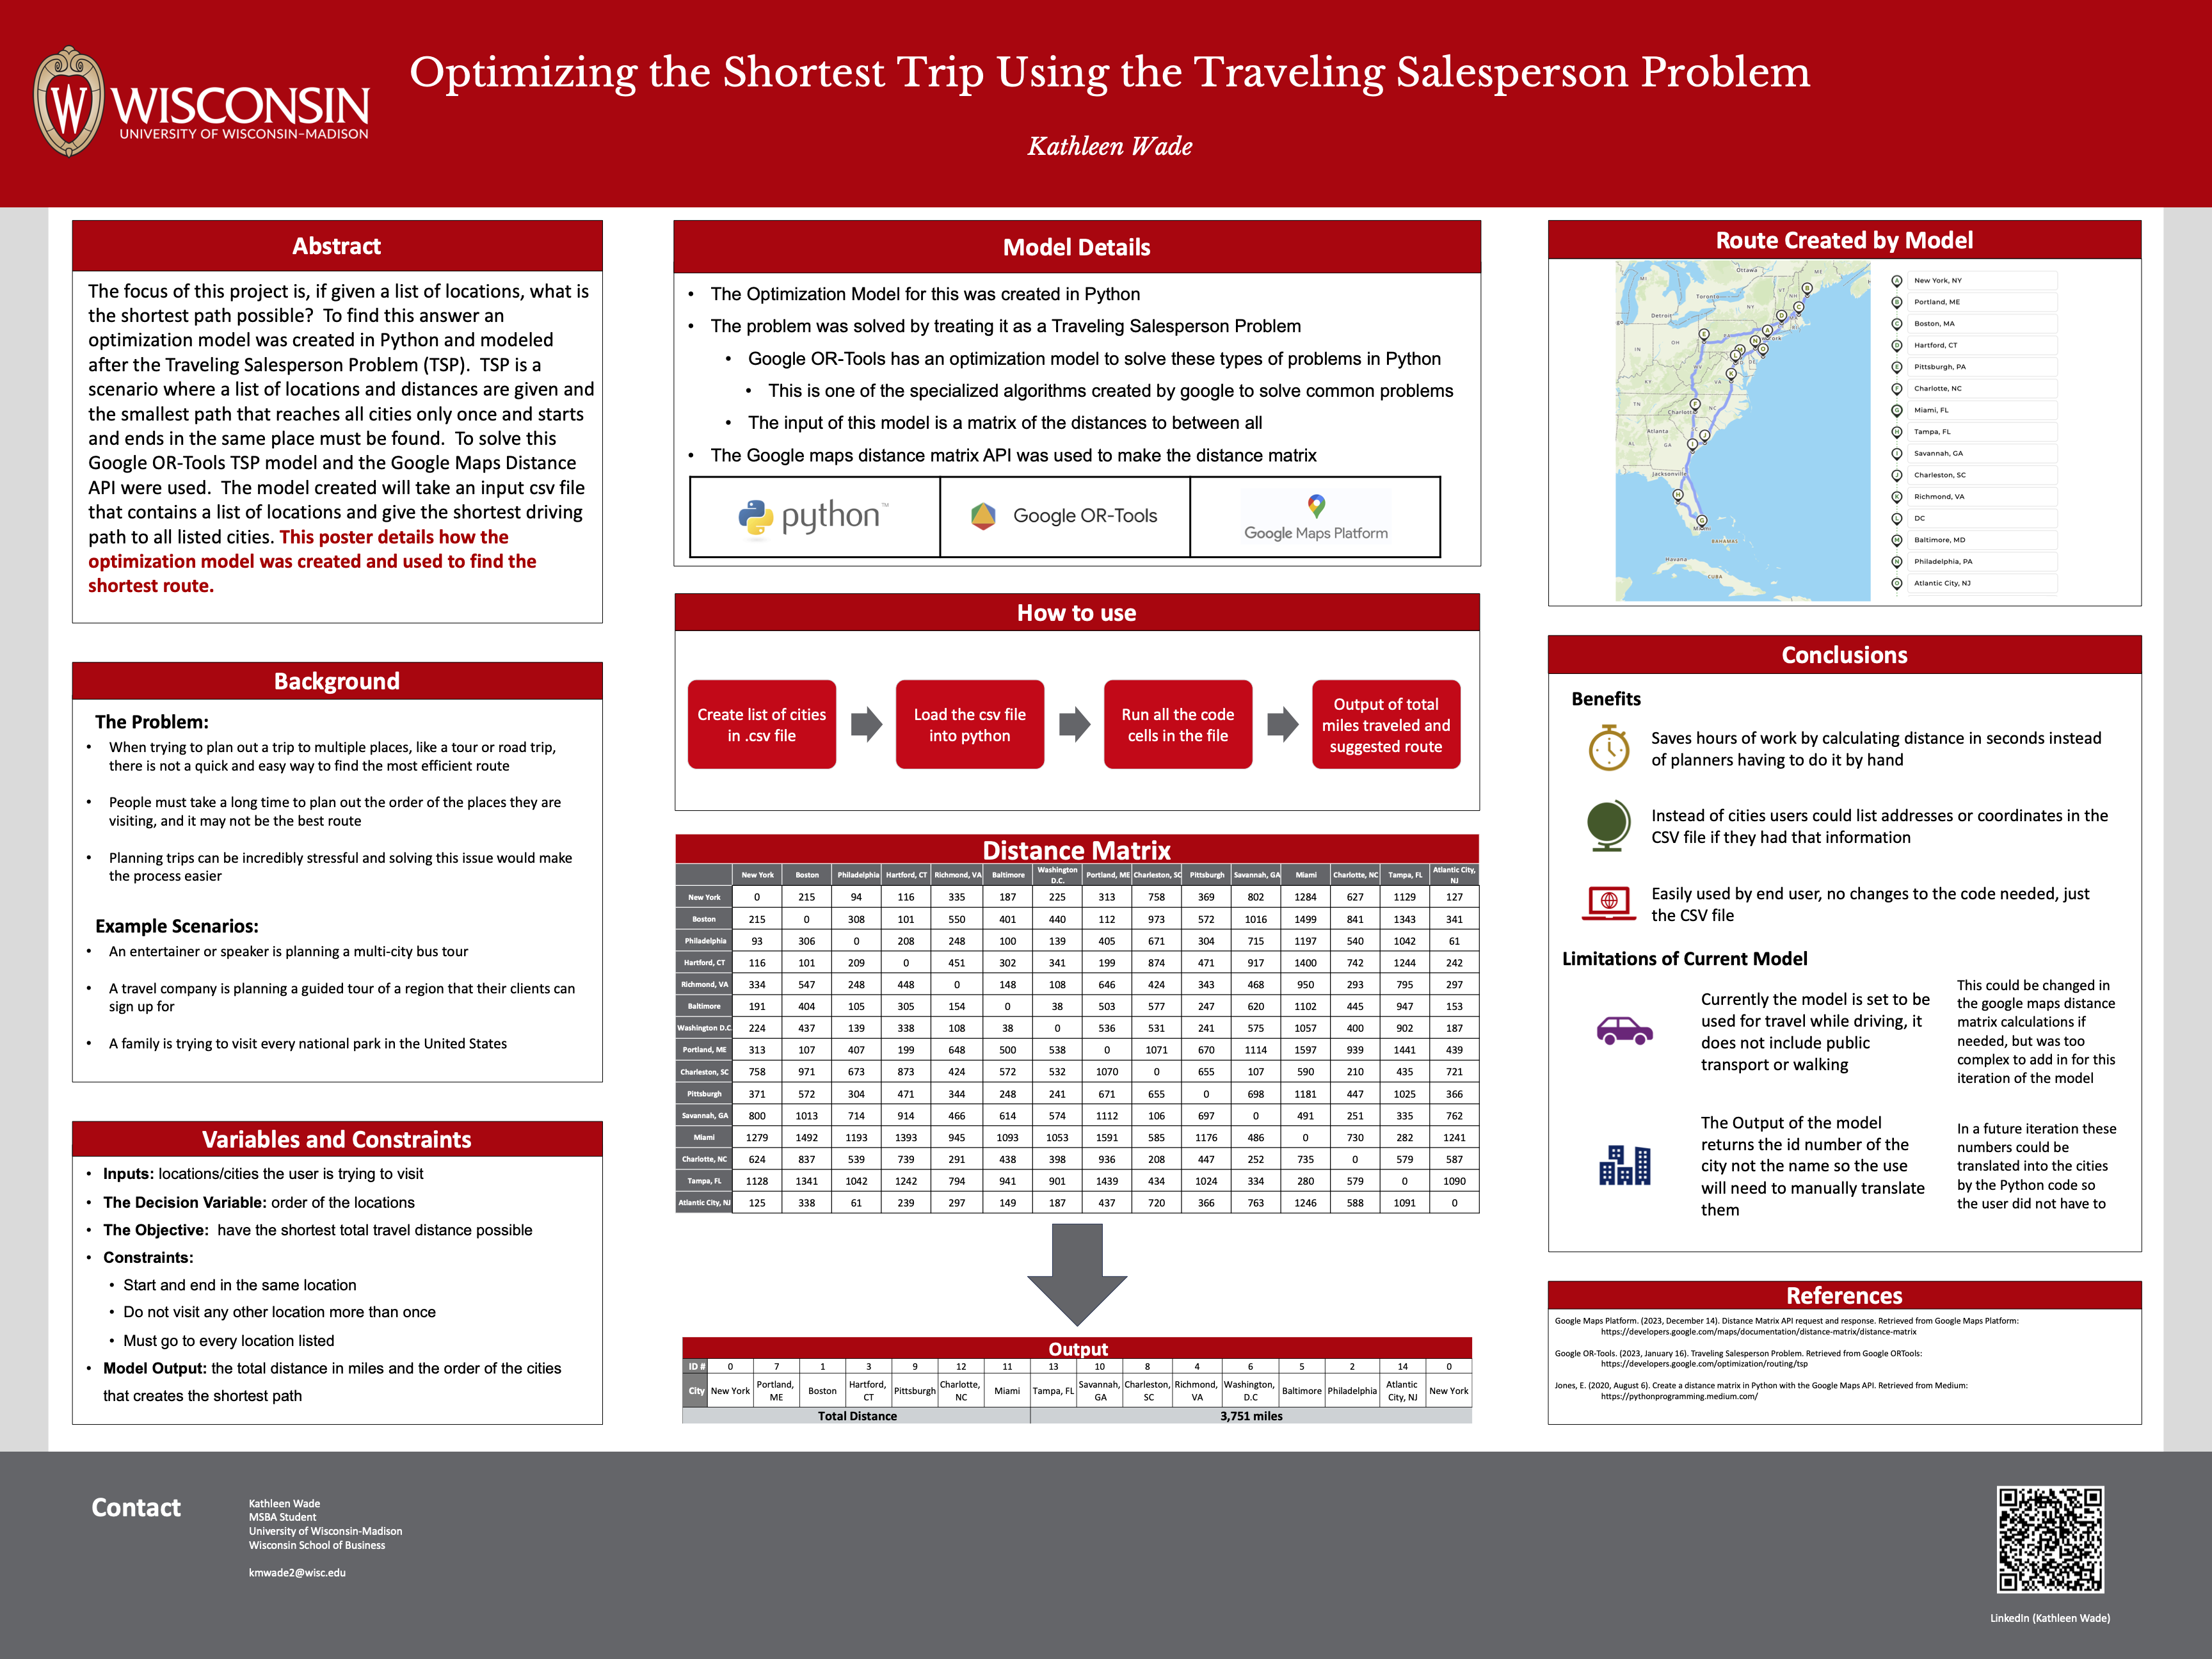 WISCONSIN
UNIVERSITY OF WISCONSIN–MADISON
Optimizing the Shortest Trip Using the Traveling Salesperson Problem
Kathleen Wade
Abstract
The focus of this project is, if given a list of locations, what is
the shortest path possible?  To find this answer an
optimization model was created in Python and modeled
after the Traveling Salesperson Problem (TSP).  TSP is a
scenario where a list of locations and distances are given and
the smallest path that reaches all cities only once and starts
and ends in the same place must be found.  To solve this
Google OR-Tools TSP model and the Google Maps Distance
API were used.  The model created will take an input csv file
that contains a list of locations and give the shortest driving
path to all listed cities. This poster details how the
optimization model was created and used to find the
shortest route.
Background
The Problem:
• When trying to plan out a trip to multiple places, like a tour or road trip,
there is not a quick and easy way to find the most efficient route
• People must take a long time to plan out the order of the places they are
visiting, and it may not be the best route
• Planning trips can be incredibly stressful and solving this issue would make
the process easier
Example Scenarios:
• An entertainer or speaker is planning a multi-city bus tour
• A travel company is planning a guided tour of a region that their clients can
sign up for
• A family is trying to visit every national park in the United States
Variables and Constraints
• Inputs: locations/cities the user is trying to visit
• The Decision Variable: order of the locations
• The Objective:  have the shortest total travel distance possible
• Constraints:
• Start and end in the same location
• Do not visit any other location more than once
• Must go to every location listed
• Model Output: the total distance in miles and the order of the cities
that creates the shortest path
Model Details
• The Optimization Model for this was created in Python
• The problem was solved by treating it as a Traveling Salesperson Problem
• Google OR-Tools has an optimization model to solve these types of problems in Python
• This is one of the specialized algorithms created by google to solve common problems
• The input of this model is a matrix of the distances to between all
• The Google maps distance matrix API was used to make the distance matrix
python™ Google OR-Tools Google Maps Platform
How to use
Create list of cities
in .csv file
Load the csv file
into python
Run all the code
cells in the file
Output of total
miles traveled and
suggested route
Distance Matrix
New York Boston Philadelphia Hartford, CT Richmond, VA Baltimore Washington D.C. Portland, ME Charleston, SC Pittsburgh Savannah, GA Miami Charlotte, NC Tampa, FL Atlantic City, NJ
New York 0 215 94 116 335 187 225 313 758 369 802 1284 627 1129 127
Boston 215 0 308 101 550 401 440 112 973 572 1016 1499 841 1343 341
Philadelphia 93 306 0 208 248 100 139 405 671 304 715 1197 540 1042 61
Hartford, CT 116 101 209 0 451 302 341 199 874 471 917 1400 742 1244 242
Richmond, VA 334 547 248 448 0 148 108 646 424 343 468 950 293 795 297
Baltimore 191 404 105 305 154 0 38 503 577 247 620 1102 445 947 153
Washington D.C 224 437 139 338 108 38 0 536 531 241 575 1057 400 902 187
Portland, ME 313 107 407 199 648 500 538 0 1071 670 1114 1597 939 1441 439
Charleston, SC 758 971 673 873 424 572 532 1070 0 655 107 590 210 435 721
Pittsburgh 371 572 304 471 344 248 241 671 655 0 698 1181 447 1025 366
Savannah, GA 800 1013 714 914 466 614 574 1112 106 697 0 491 251 335 762
Miami 1279 1492 1193 1393 945 1093 1053 1591 585 1176 486 0 730 282 1241
Charlotte, NC 624 837 539 739 291 438 398 936 208 447 252 735 0 579 587
Tampa, FL 1128 1341 1042 1242 794 941 901 1439 434 1024 334 280 579 0 1090
Atlantic City, NJ 125 338 61 239 297 149 187 437 720 366 763 1246 588 1091 0
Output
ID # 0 7 1 3 9 12 11 13 10 8 4 6 5 2 14 0
City New York Portland, ME Boston Hartford, CT Pittsburgh Charlotte, NC Miami Tampa, FL Savannah, GA Charleston, SC Richmond, VA Washington, D.C Baltimore Philadelphia Atlantic City, NJ New York
Total Distance 3,751 miles
Route Created by Model
Ottawa
Toronto
Detroit
Charlotte
Atlanta
Jacksonville
Miami
BAHAMAS
Havana
CUBA
A New York, NY
B Portland, ME
C Boston, MA
D Hartford, CT
E Pittsburgh, PA
F Charlotte, NC
G Miami, FL
H Tampa, FL
I Savannah, GA
J Charleston, SC
K Richmond, VA
L DC
M Baltimore, MD
N Philadelphia, PA
O Atlantic City, NJ
Conclusions
Benefits
Saves hours of work by calculating distance in seconds instead
of planners having to do it by hand
Instead of cities users could list addresses or coordinates in the
CSV file if they had that information
Easily used by end user, no changes to the code needed, just
the CSV file
Limitations of Current Model
Currently the model is set to be
used for travel while driving, it
does not include public
transport or walking
This could be changed in
the google maps distance
matrix calculations if
needed, but was too
complex to add in for this
iteration of the model
The Output of the model
returns the id number of the
city not the name so the use
will need to manually translate
them
In a future iteration these
numbers could be
translated into the cities
by the Python code so
the user did not have to
References
Google Maps Platform. (2023, December 14). Distance Matrix API request and response. Retrieved from Google Maps Platform:
https://developers.google.com/maps/documentation/distance-matrix/distance-matrix
Google OR-Tools. (2023, January 16). Traveling Salesperson Problem. Retrieved from Google ORTools:
https://developers.google.com/optimization/routing/tsp
Jones, E. (2020, August 6). Create a distance matrix in Python with the Google Maps API. Retrieved from Medium:
https://pythonprogramming.medium.com/
Contact
Kathleen Wade
MSBA Student
University of Wisconsin-Madison
Wisconsin School of Business
kmwade2@wisc.edu
LinkedIn (Kathleen Wade)